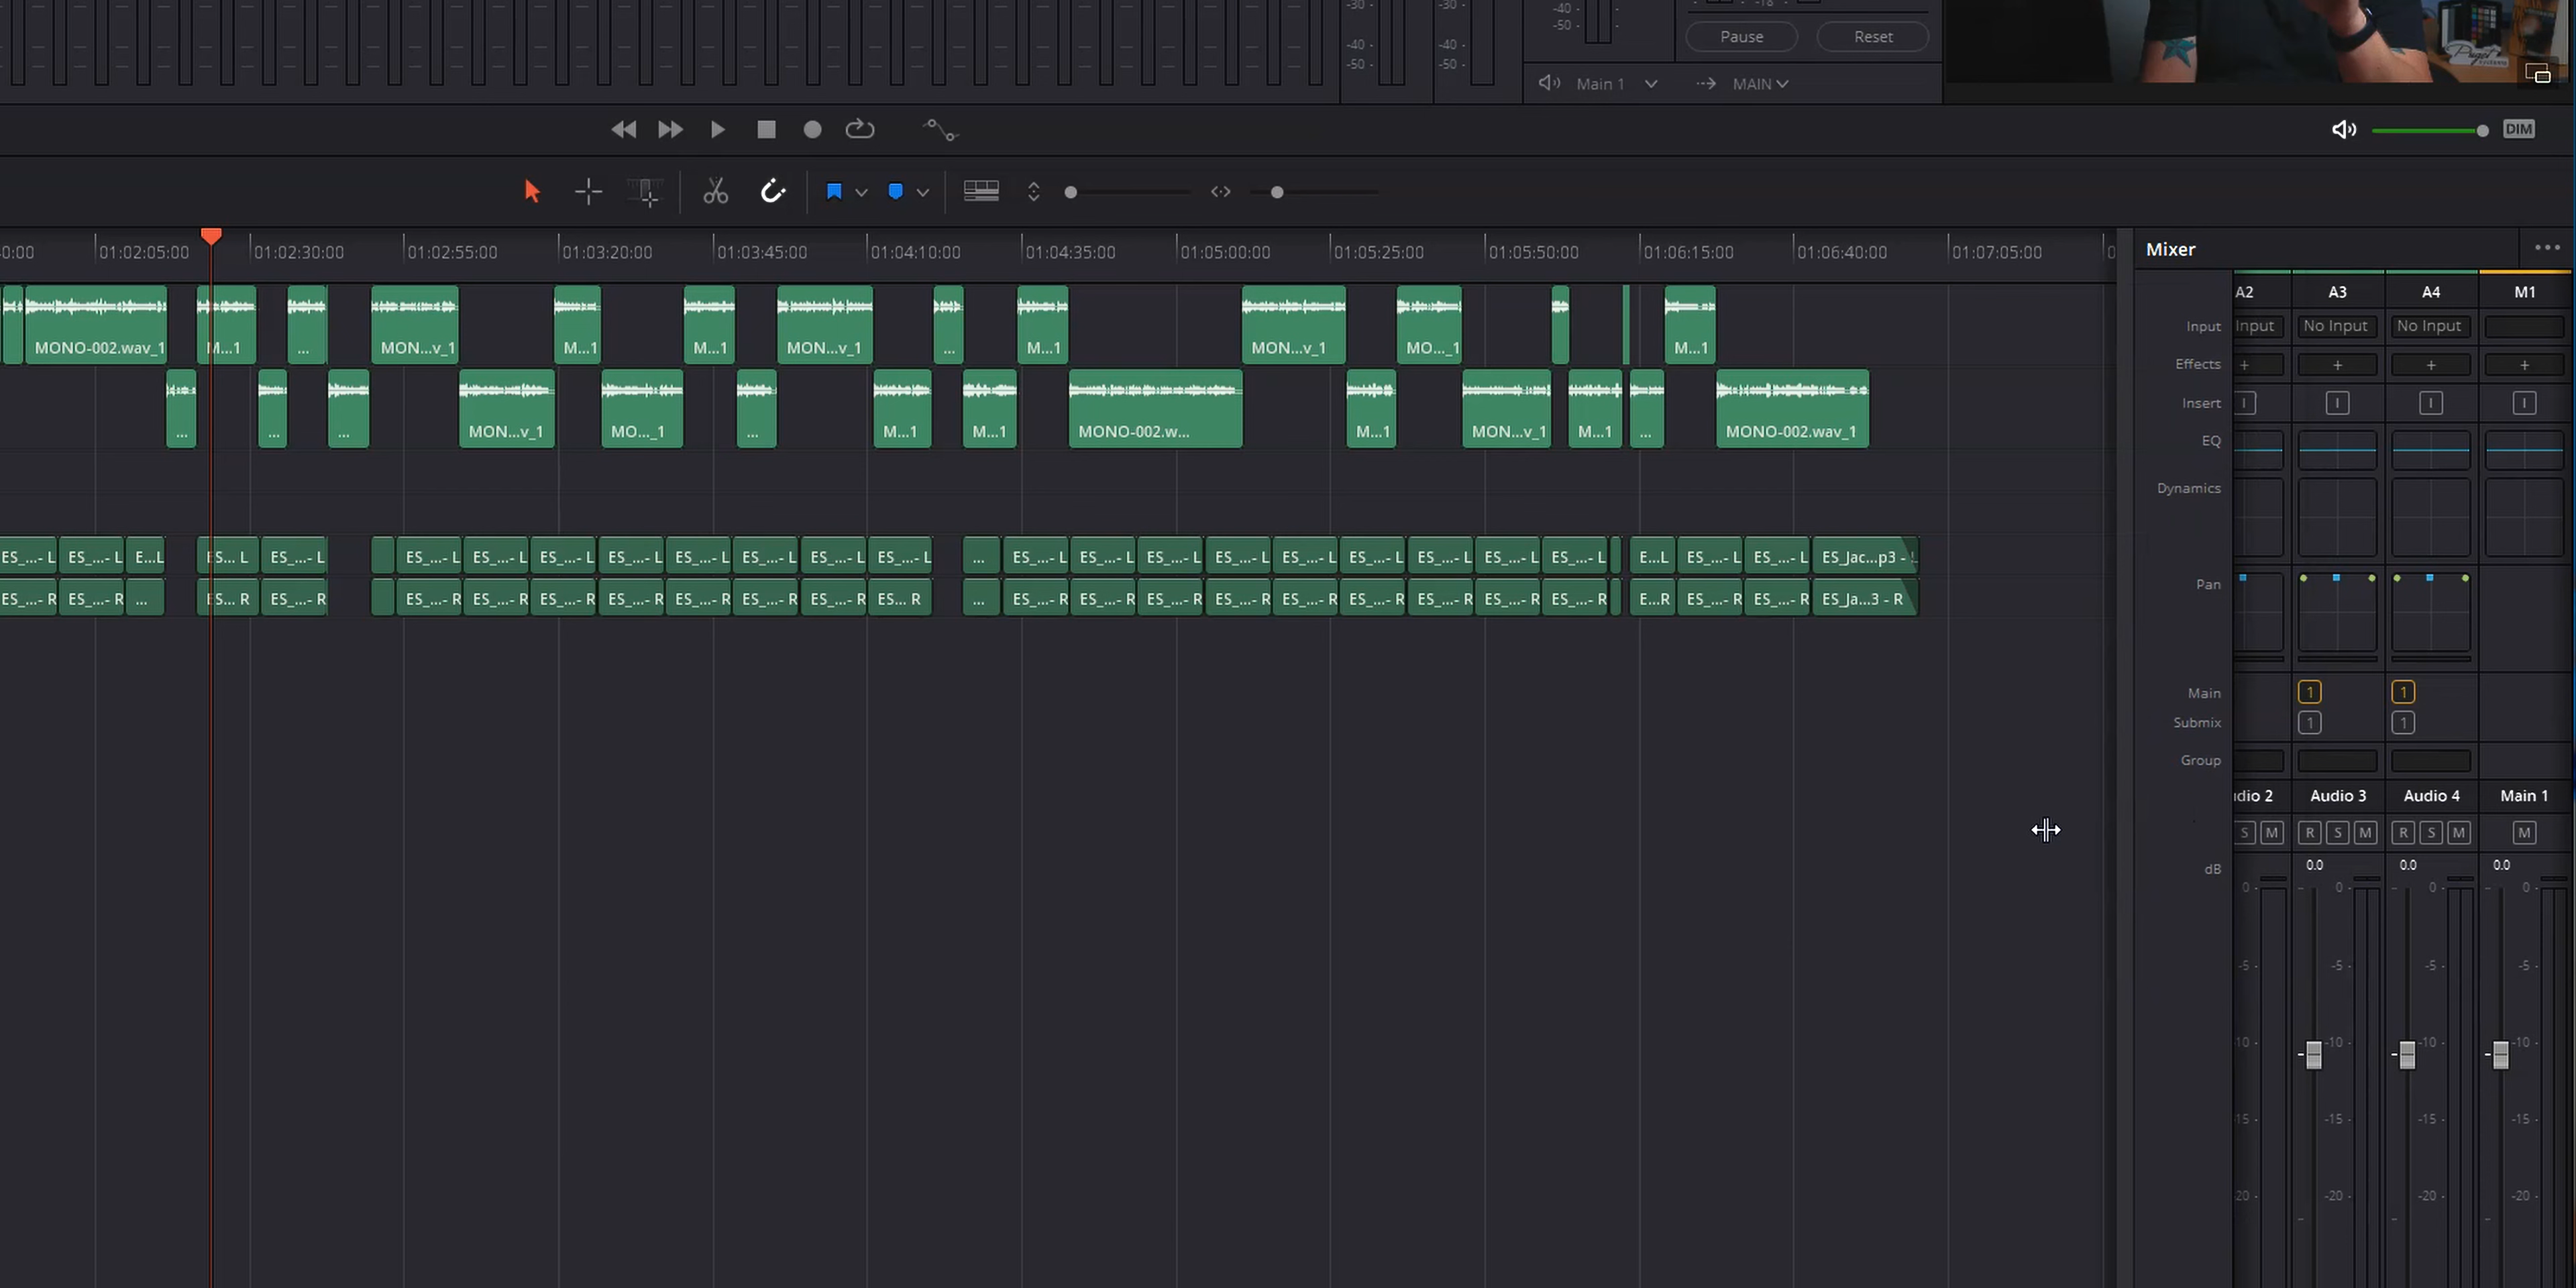 -30 - -30 - -40 - -50 - -18
-40 - -40 -
-50 - -50 -
Pause Reset
Main 1 MAIN
DIM
0:00 01:02:05:00 01:02:30:00 01:02:55:00 01:03:20:00 01:03:45:00 01:04:10:00 01:04:35:00 01:05:00:00 01:05:25:00 01:05:50:00 01:06:15:00 01:06:40:00 01:07:05:00 0
Mixer ...
A2 A3 A4 M1
Input Input No Input No Input
MONO-002.wav_1 M...1 ... MON...v_1 M...1 M...1 MON...v_1 ... M...1 MON...v_1 MO..._1 M...1
Effects + + + +
Insert I I I I
... ... ... MON...v_1 MO..._1 ... M...1 M...1 MONO-002.w... M...1 MON...v_1 M...1 ... MONO-002.wav_1
EQ
Dynamics
ES_...- L ES_...- L E...L ES... L ES_...- L ES_...- L ES_...- L ES_...- L ES_...- L ES_...- L ES_...- L ES_...- L ES_...- L ... ES_...- L ES_...- L ES_...- L ES_...- L ES_...- L ES_...- L ES_...- L ES_...- L ES_...- L E...L ES_...- L ES_...- L ES_Jac...p3 - L
ES_...- R ES_...- R ... ES... R ES_...- R ES_...- R ES_...- R ES_...- R ES_...- R ES_...- R ES_...- R ES_...- R ES... R ... ES_...- R ES_...- R ES_...- R ES_...- R ES_...- R ES_...- R ES_...- R ES_...- R ES_...- R E...R ES_...- R ES_...- R ES_Ja...3 - R
Pan
Main 1 1
Submix 1 1
Group
dio 2 Audio 3 Audio 4 Main 1
S M R S M R S M M
dB 0.0 0.0 0.0
0 - 0 - 0 - 0 -
-5 - -5 - -5 - -5 -
10 - -10 - -10 - -10 -
-15 - -15 - -15 - -15 -
20 - -20 - -20 - -20 -